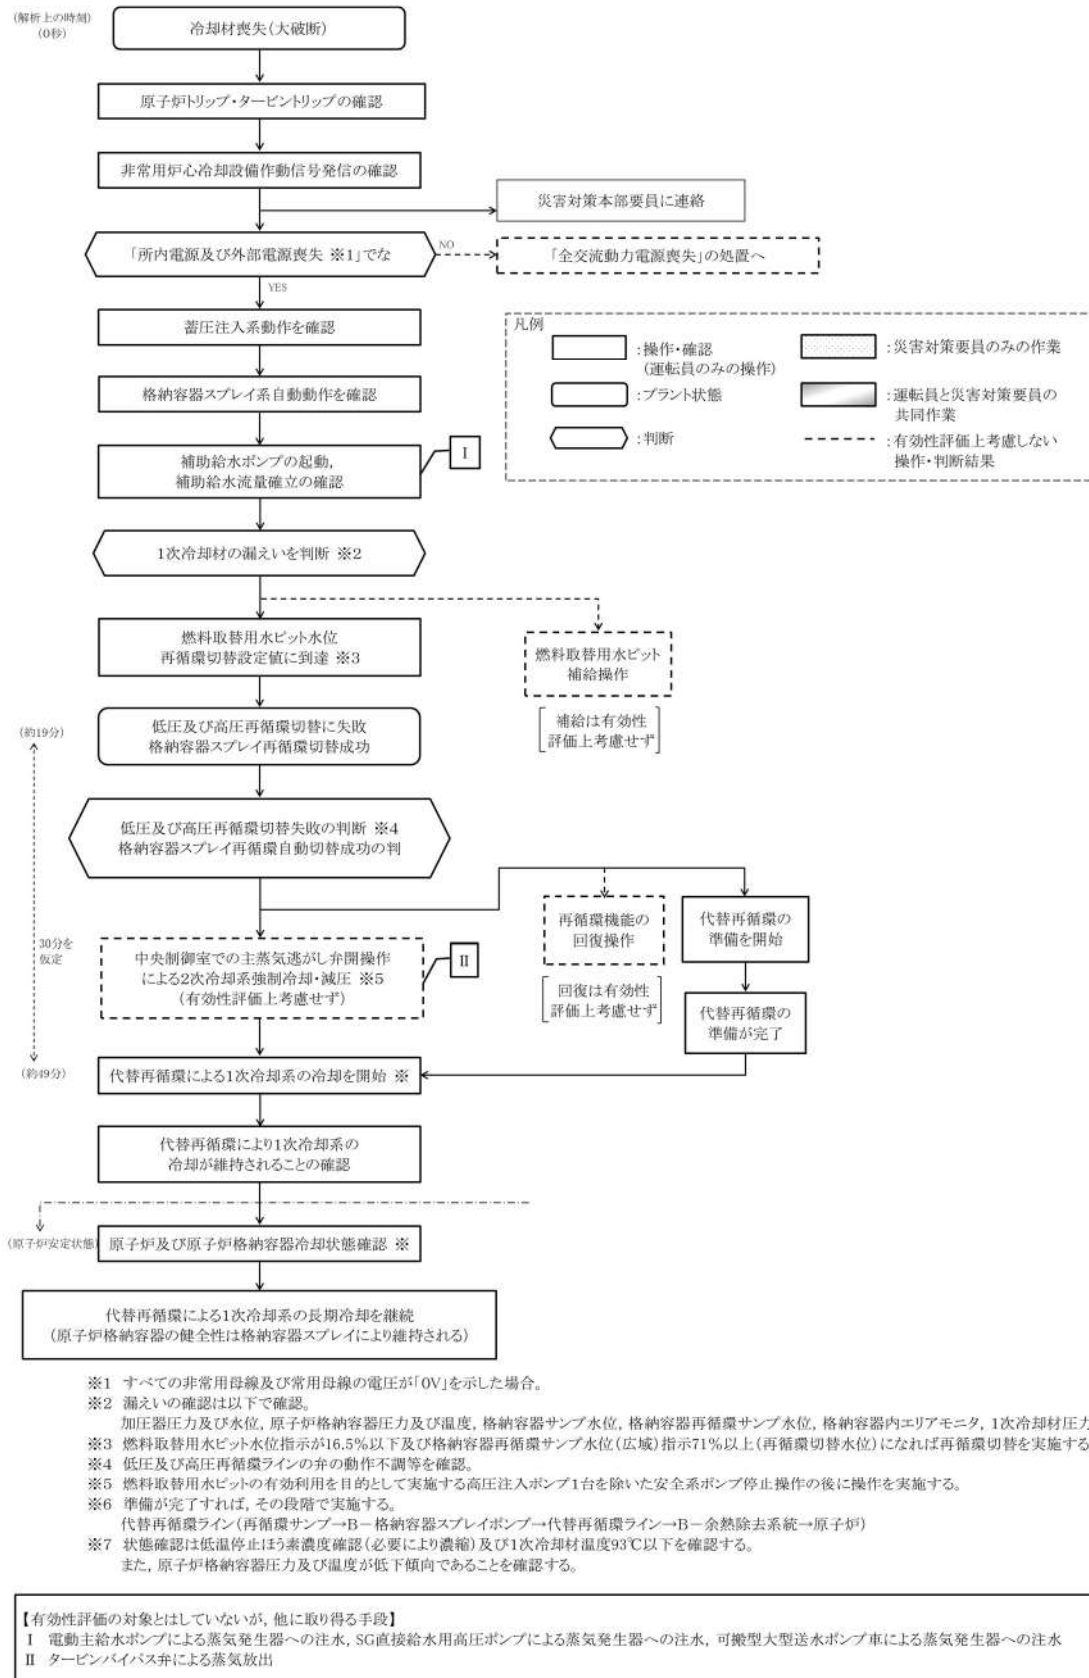 (解析上の時刻)
(0秒)
冷却材喪失(大破断)
原子炉トリップ・タービントリップの確認
非常用炉心冷却設備作動信号発信の確認
災害対策本部要員に連絡
「所内電源及び外部電源喪失 ※1」でな
NO
「全交流動力電源喪失」の処置へ
YES
蓄圧注入系動作を確認
格納容器スプレイ系自動動作を確認
補助給水ポンプの起動,
補助給水流量確立の確認
I
凡例
:操作・確認
(運転員のみの操作)
:プラント状態
:判断
:災害対策要員のみの作業
:運転員と災害対策要員の
共同作業
:有効性評価上考慮しない
操作・判断結果
1次冷却材の漏えいを判断 ※2
燃料取替用水ピット水位
再循環切替設定値に到達 ※3
燃料取替用水ピット
補給操作
補給は有効性
評価上考慮せず
(約19分)
低圧及び高圧再循環切替に失敗
格納容器スプレイ再循環切替成功
低圧及び高圧再循環切替失敗の判断 ※4
格納容器スプレイ再循環自動切替成功の判
30分を
仮定
中央制御室での主蒸気逃がし弁開操作
による2次冷却系強制冷却・減圧 ※5
(有効性評価上考慮せず)
II
再循環機能の
回復操作
回復は有効性
評価上考慮せず
代替再循環の
準備を開始
代替再循環の
準備が完了
(約49分)
代替再循環による1次冷却系の冷却を開始 ※
代替再循環により1次冷却系の
冷却が維持されることの確認
(原子炉安定状態)
原子炉及び原子炉格納容器冷却状態確認 ※
代替再循環による1次冷却系の長期冷却を継続
(原子炉格納容器の健全性は格納容器スプレイにより維持される)
※1 すべての非常用母線及び常用母線の電圧が「0V」を示した場合。
※2 漏えいの確認は以下で確認。
加圧器圧力及び水位, 原子炉格納容器圧力及び温度, 格納容器サンプ水位, 格納容器再循環サンプ水位, 格納容器内エリアモニタ, 1次冷却材圧力
※3 燃料取替用水ピット水位指示が16.5%以下及び格納容器再循環サンプ水位(広域)指示71%以上(再循環切替水位)になれば再循環切替を実施する
※4 低圧及び高圧再循環ラインの弁の動作不調等を確認。
※5 燃料取替用水ピットの有効利用を目的として実施する高圧注入ポンプ1台を除いた安全系ポンプ停止操作の後に操作を実施する。
※6 準備が完了すれば, その段階で実施する。
代替再循環ライン(再循環サンプ→B-格納容器スプレイポンプ→代替再循環ライン→B-余熱除去系統→原子炉)
※7 状態確認は低温停止ほう素濃度確認(必要により濃縮)及び1次冷却材温度93℃以下を確認する。
また, 原子炉格納容器圧力及び温度が低下傾向であることを確認する。
【有効性評価の対象とはしていないが, 他に取り得る手段】
I 電動主給水ポンプによる蒸気発生器への注水, SG直接給水用高圧ポンプによる蒸気発生器への注水, 可搬型大型送水ポンプ車による蒸気発生器への注水
II タービンバイパス弁による蒸気放出